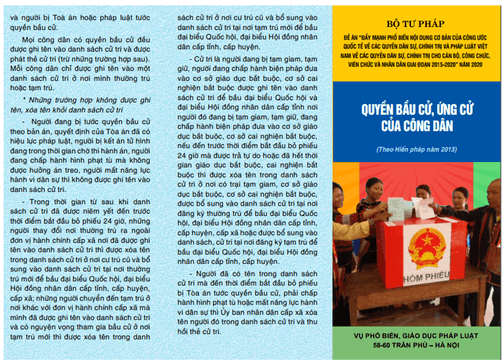 người bị Toà án hoặc pháp luật tước
quyền bầu cử.
Mọi công dân có quyền bầu cử đều
được ghi tên vào danh sách cử tri và được
phát thẻ cử tri (trừ những trường hợp sau).
Mỗi công dân chỉ được ghi tên vào một
danh sách cử tri ở nơi mình thường trú
hoặc tạm trú.
* Những trường hợp không được ghi
tên, xóa tên khỏi danh sách cử tri
- Người đang bị tước quyền bầu cử
theo bản án, quyết định của Tòa án đã có
hiệu lực pháp luật, người bị kết án tử hình
đang trong thời gian chờ thi hành án, người
đang chấp hành hình phạt tù mà không
được hưởng án treo, người mất năng lực
hành vi dân sự thì không được ghi tên vào
danh sách cử tri.
- Trong thời gian từ sau khi danh
sách cử tri đã được niêm yết đến trước
thời điểm bắt đầu bỏ phiếu 24 giờ, những
người thay đổi nơi thường trú ra ngoài
đơn vị hành chính cấp xã nơi đã được ghi
tên vào danh sách cử tri thì được xóa tên
trong danh sách cử tri ở nơi cư trú cũ và bổ
sung vào danh sách cử tri tại nơi thường
trú mới để bầu đại biểu Quốc hội, đại biểu
Hội đồng nhân dân cấp tỉnh, cấp huyện,
cấp xã; những người chuyển đến tạm trú ở
nơi khác với đơn vị hành chính cấp xã mà
mình đã được ghi tên vào danh sách cử tri
và có nguyện vọng tham gia bầu cử ở nơi
tạm trú mới thì được xóa tên trong danh
sách cử tri ở nơi cư trú cũ và bổ sung vào
danh sách cử tri tại nơi tạm trú mới để bầu
đại biểu Quốc hội, đại biểu Hội đồng nhân
dân cấp tỉnh, cấp huyện.
- Cử tri là người đang bị tạm giam, tạm
giữ, người đang chấp hành biện pháp đưa
vào cơ sở giáo dục bắt buộc, cơ sở cai
nghiện bắt buộc được ghi tên vào danh
sách cử tri để bầu đại biểu Quốc hội và
đại biểu Hội đồng nhân dân cấp tỉnh nơi
người đó đang bị tạm giam, tạm giữ, đang
chấp hành biện pháp đưa vào cơ sở giáo
dục bắt buộc, cơ sở cai nghiện bắt buộc,
nếu đến trước thời điểm bắt đầu bỏ phiếu
24 giờ mà được trả tự do hoặc đã hết thời
gian giáo dục bắt buộc, cai nghiện bắt
buộc thì được xóa tên trong danh sách
cử tri ở nơi có trại tạm giam, cơ sở giáo
dục bắt buộc, cơ sở cai nghiện bắt buộc,
được bổ sung vào danh sách cử tri tại nơi
đăng ký thường trú để bầu đại biểu Quốc
hội, đại biểu Hội đồng nhân dân cấp tỉnh,
cấp huyện, cấp xã hoặc được bổ sung vào
danh sách, cử tri tại nơi đăng ký tạm trú để
bầu đại biểu Quốc hội, đại biểu Hội đồng
nhân dân cấp tỉnh, cấp huyện.
- Người đã có tên trong danh sách
cử tri mà đến thời điểm bắt đầu bỏ phiếu
bị Tòa án tước quyền bầu cử, phải chấp
hành hình phạt tù hoặc mất năng lực hành
vi dân sự thì Ủy ban nhân dân cấp xã xóa
tên người đó trong danh sách cử tri và thu
hồi thẻ cử tri.
BỘ TƯ PHÁP
ĐỀ ÁN "ĐẨY MẠNH PHỔ BIẾN NỘI DUNG CƠ BẢN CỦA CÔNG ƯỚC
QUỐC TẾ VỀ CÁC QUYỀN DÂN SỰ, CHÍNH TRỊ VÀ PHÁP LUẬT VIỆT
NAM VỀ CÁC QUYỀN DÂN SỰ, CHÍNH TRỊ CHO CÁN BỘ, CÔNG CHỨC,
VIÊN CHỨC VÀ NHÂN DÂN GIAI ĐOẠN 2015-2020" NĂM 2020
QUYỀN BẦU CỬ, ỨNG CỬ
CỦA CÔNG DÂN
(Theo Hiến pháp năm 2013)
HÒM PHIẾU
VỤ PHỔ BIẾN, GIÁO DỤC PHÁP LUẬT
58-60 TRẦN PHÚ – HÀ NỘI